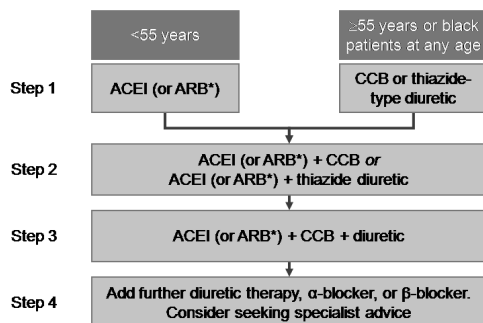 <55 years
≥55 years or black
patients at any age
Step 1
ACEI (or ARB*)
CCB or thiazide-
type diuretic
Step 2
ACEI (or ARB*) + CCB or
ACEI (or ARB*) + thiazide diuretic
Step 3
ACEI (or ARB*) + CCB + diuretic
Step 4
Add further diuretic therapy, α-blocker, or β-blocker.
Consider seeking specialist advice